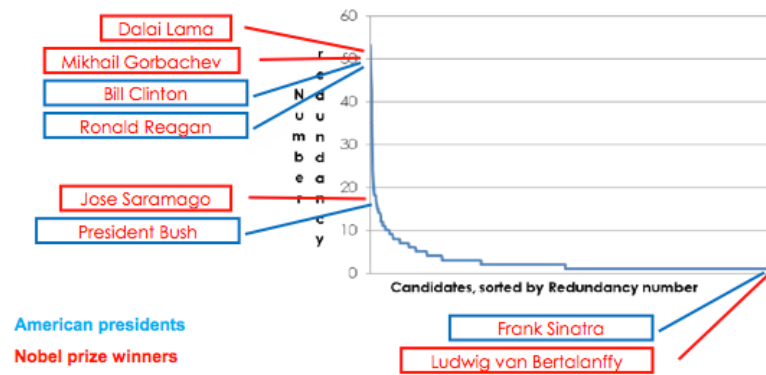 Dalai Lama
Mikhail Gorbachev
Bill Clinton
Ronald Reagan
Jose Saramago
President Bush
Number
redundancy
60
50
40
30
20
10
0
Candidates, sorted by Redundancy number
American presidents
Nobel prize winners
Frank Sinatra
Ludwig van Bertalanffy